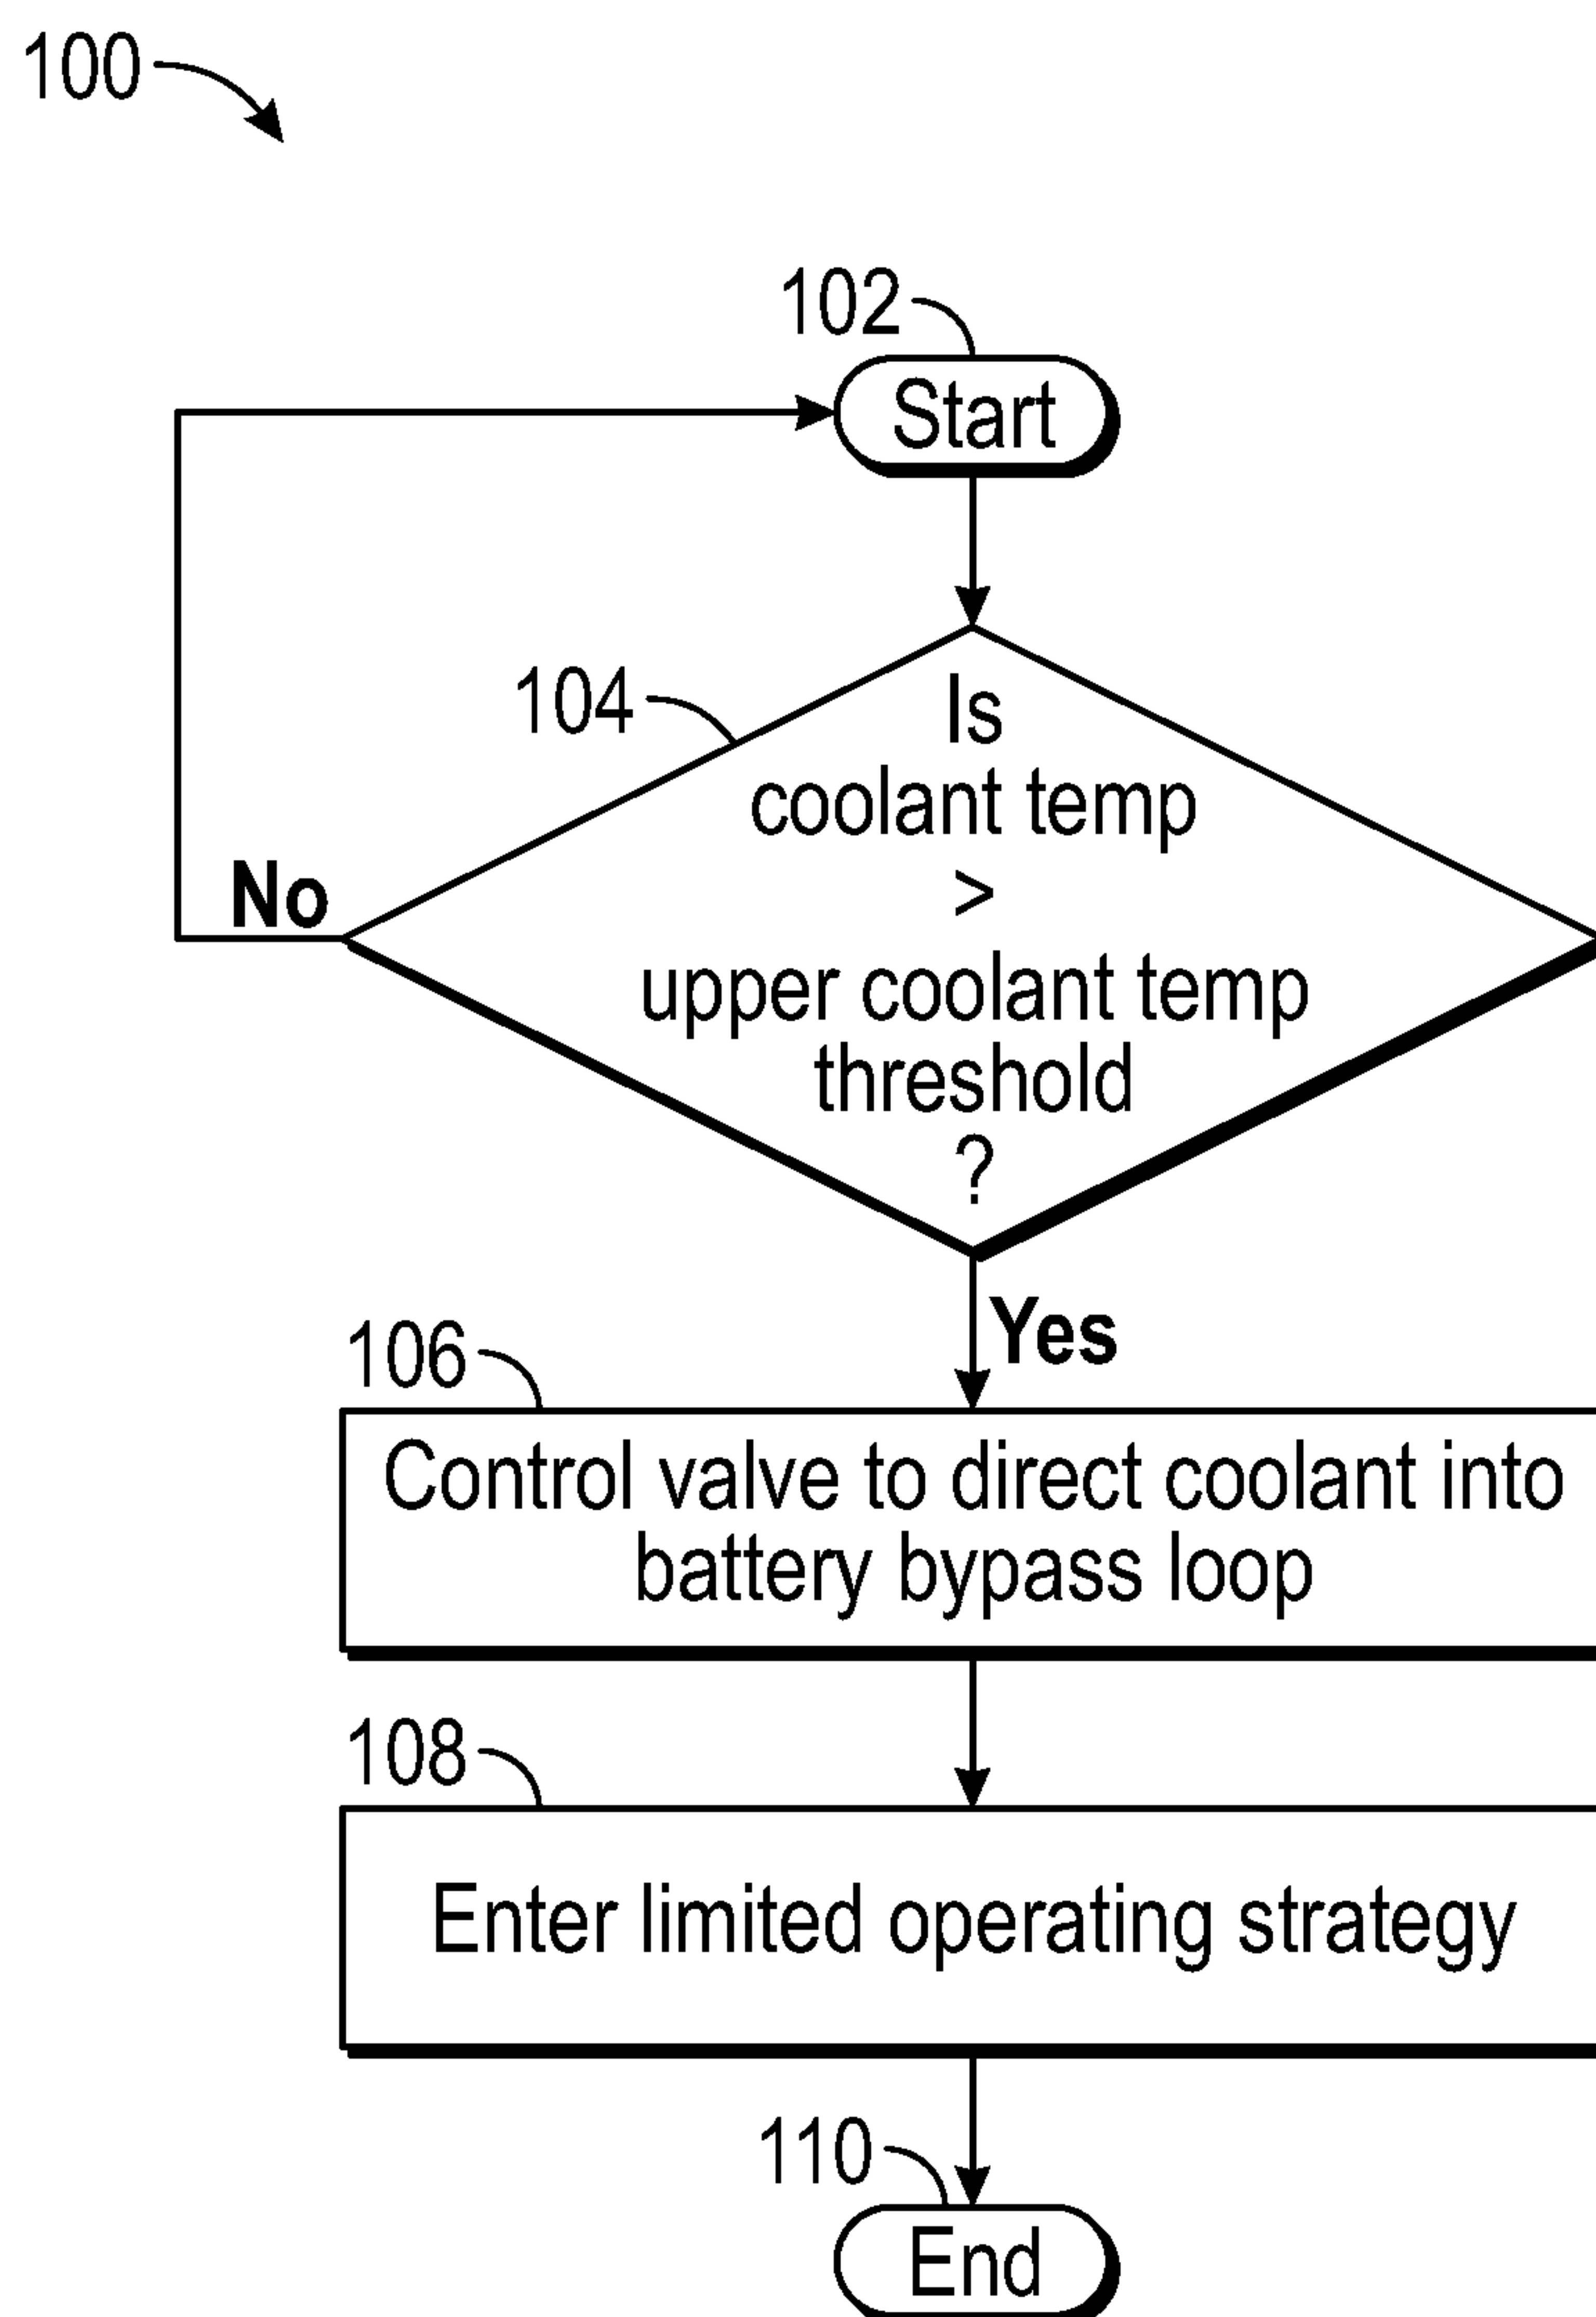 100
102
Start
104
Is
coolant temp
>
upper coolant temp
threshold
?
No
Yes
106
Control valve to direct coolant into
battery bypass loop
108
Enter limited operating strategy
110
End